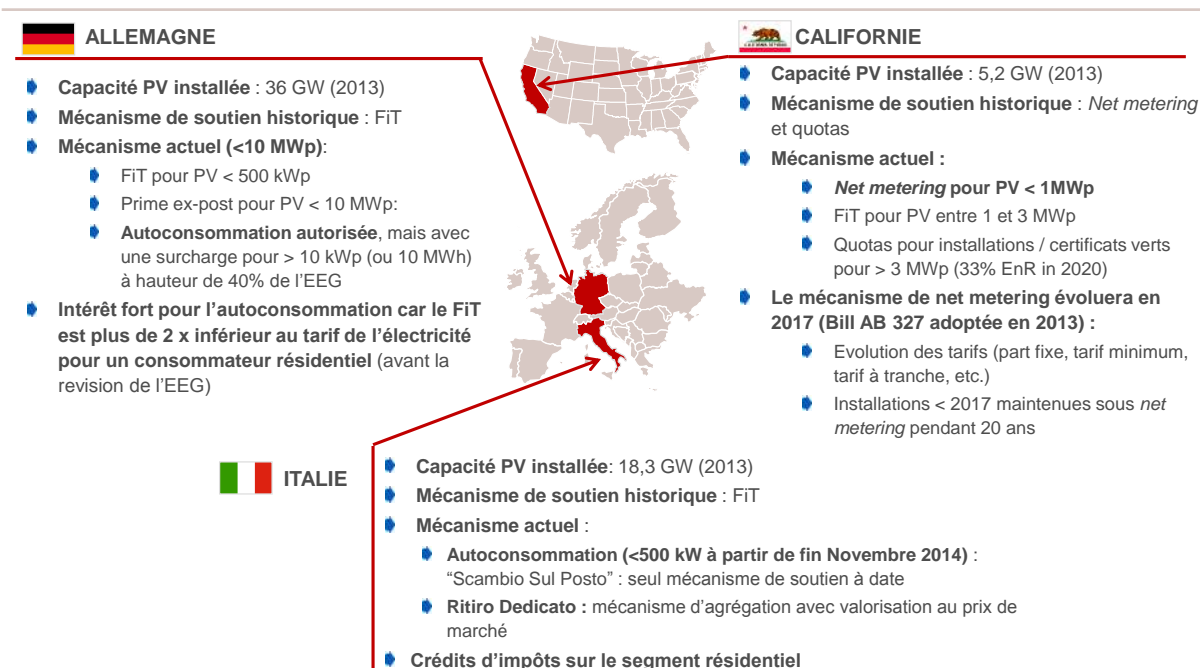 ALLEMAGNE
Capacité PV installée : 36 GW (2013)
Mécanisme de soutien historique : FiT
Mécanisme actuel (<10 MWp):
FiT pour PV < 500 kWp
Prime ex-post pour PV < 10 MWp:
Autoconsommation autorisée, mais avec
une surcharge pour > 10 kWp (ou 10 MWh)
à hauteur de 40% de l’EEG
Intérêt fort pour l’autoconsommation car le FiT
est plus de 2 x inférieur au tarif de l’électricité
pour un consommateur résidentiel (avant la
revision de l’EEG)
CALIFORNIE
Capacité PV installée : 5,2 GW (2013)
Mécanisme de soutien historique : Net metering
et quotas
Mécanisme actuel :
Net metering pour PV < 1MWp
FiT pour PV entre 1 et 3 MWp
Quotas pour installations / certificats verts
pour > 3 MWp (33% EnR in 2020)
Le mécanisme de net metering évoluera en
2017 (Bill AB 327 adoptée en 2013) :
Evolution des tarifs (part fixe, tarif minimum,
tarif à tranche, etc.)
Installations < 2017 maintenues sous net
metering pendant 20 ans
ITALIE
Capacité PV installée: 18,3 GW (2013)
Mécanisme de soutien historique : FiT
Mécanisme actuel :
Autoconsommation (<500 kW à partir de fin Novembre 2014) :
“Scambio Sul Posto” : seul mécanisme de soutien à date
Ritiro Dedicato : mécanisme d’agrégation avec valorisation au prix de
marché
Crédits d’impôts sur le segment résidentiel